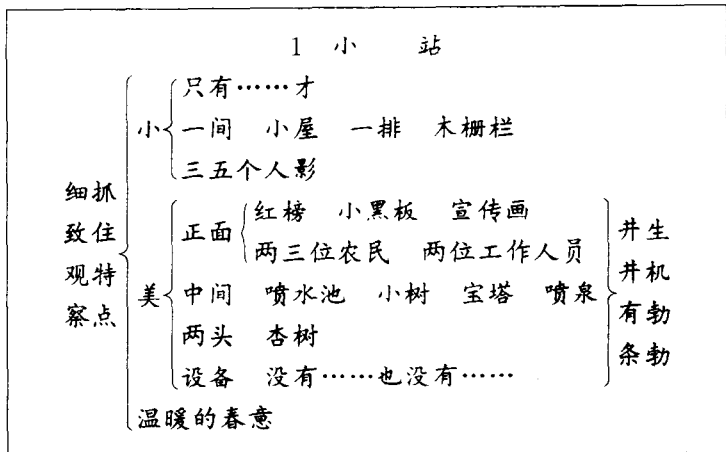 1 小 站
细致观察
抓住特点
小
只有……才
一间 小屋 一排 木栅栏
三五个人影
美
正面
红榜 小黑板 宣传画
两三位农民 两位工作人员
中间 喷水池 小树 宝塔 喷泉
两头 杏树
设备 没有……也没有……
井井有条
生机勃勃
温暖的春意